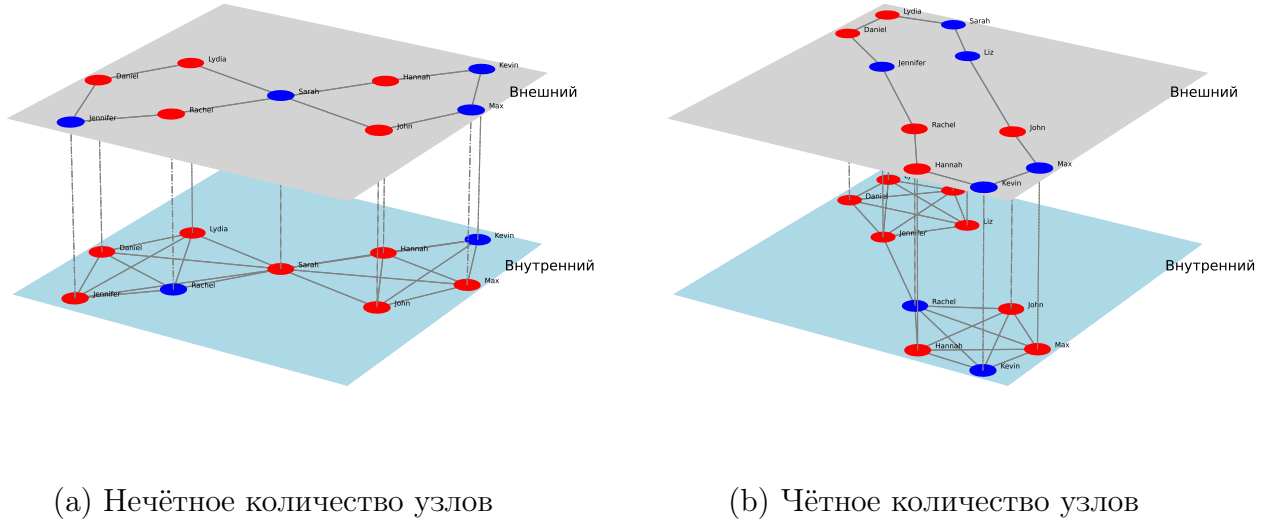 Lydia
Daniel
Kevin
Hannah
Sarah
Max
Rachel
Jennifer
John
Внешний
Lydia
Daniel
Kevin
Hannah
Sarah
Max
Rachel
Jennifer
John
Внутренний
(a) Нечётное количество узлов
Lydia
Sarah
Daniel
Liz
Jennifer
Rachel
John
Hannah
Max
Kevin
Внешний
Daniel
Liz
Jennifer
Rachel
John
Hannah
Max
Kevin
Внутренний
(b) Чётное количество узлов